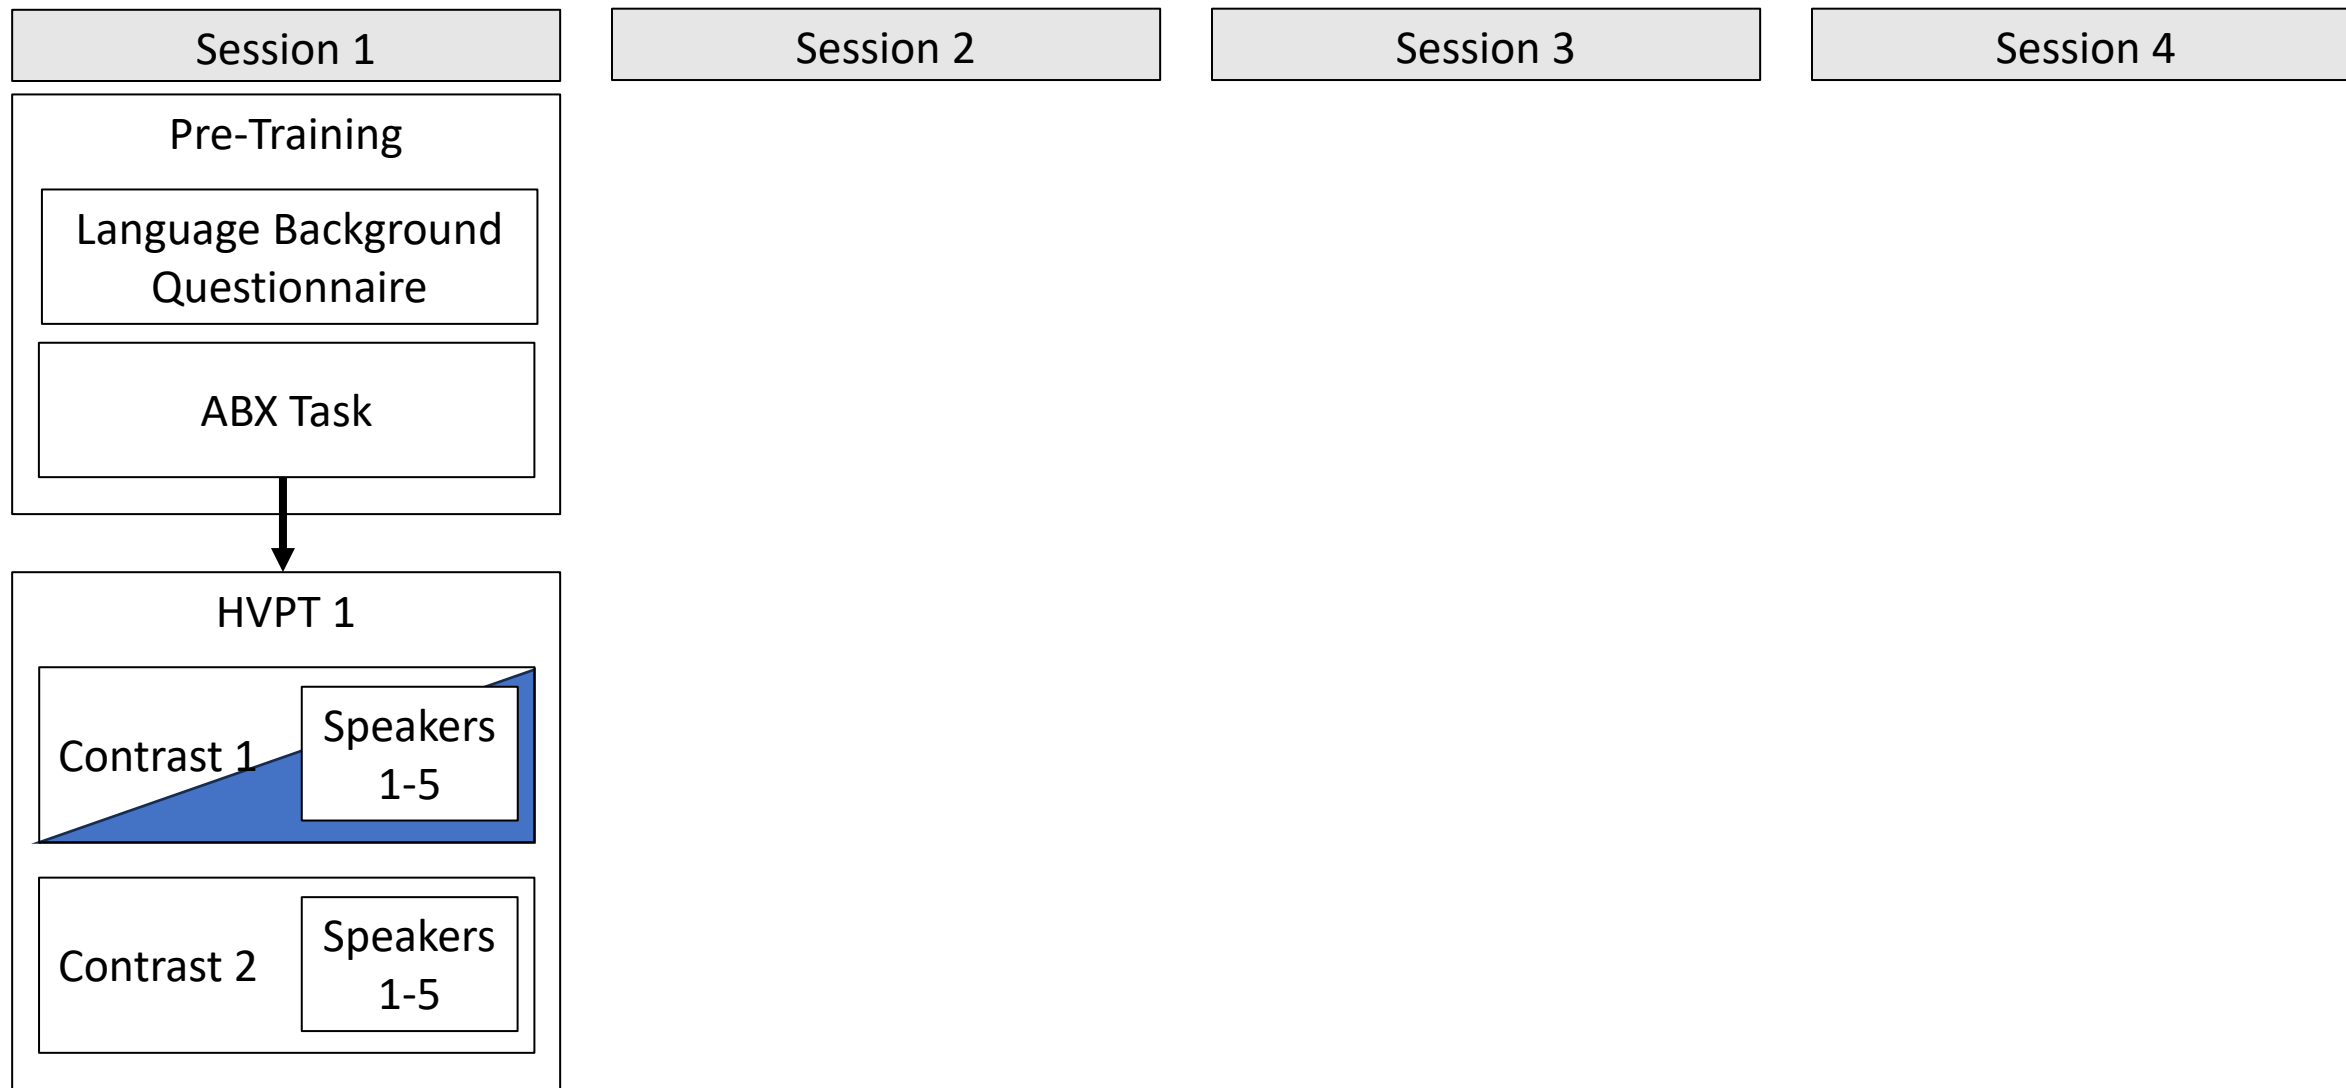 Session 1
Session 2
Session 3
Session 4
Pre-Training
Language Background
Questionnaire
ABX Task
HVPT 1
Contrast 1
Speakers
1-5
Contrast 2
Speakers
1-5